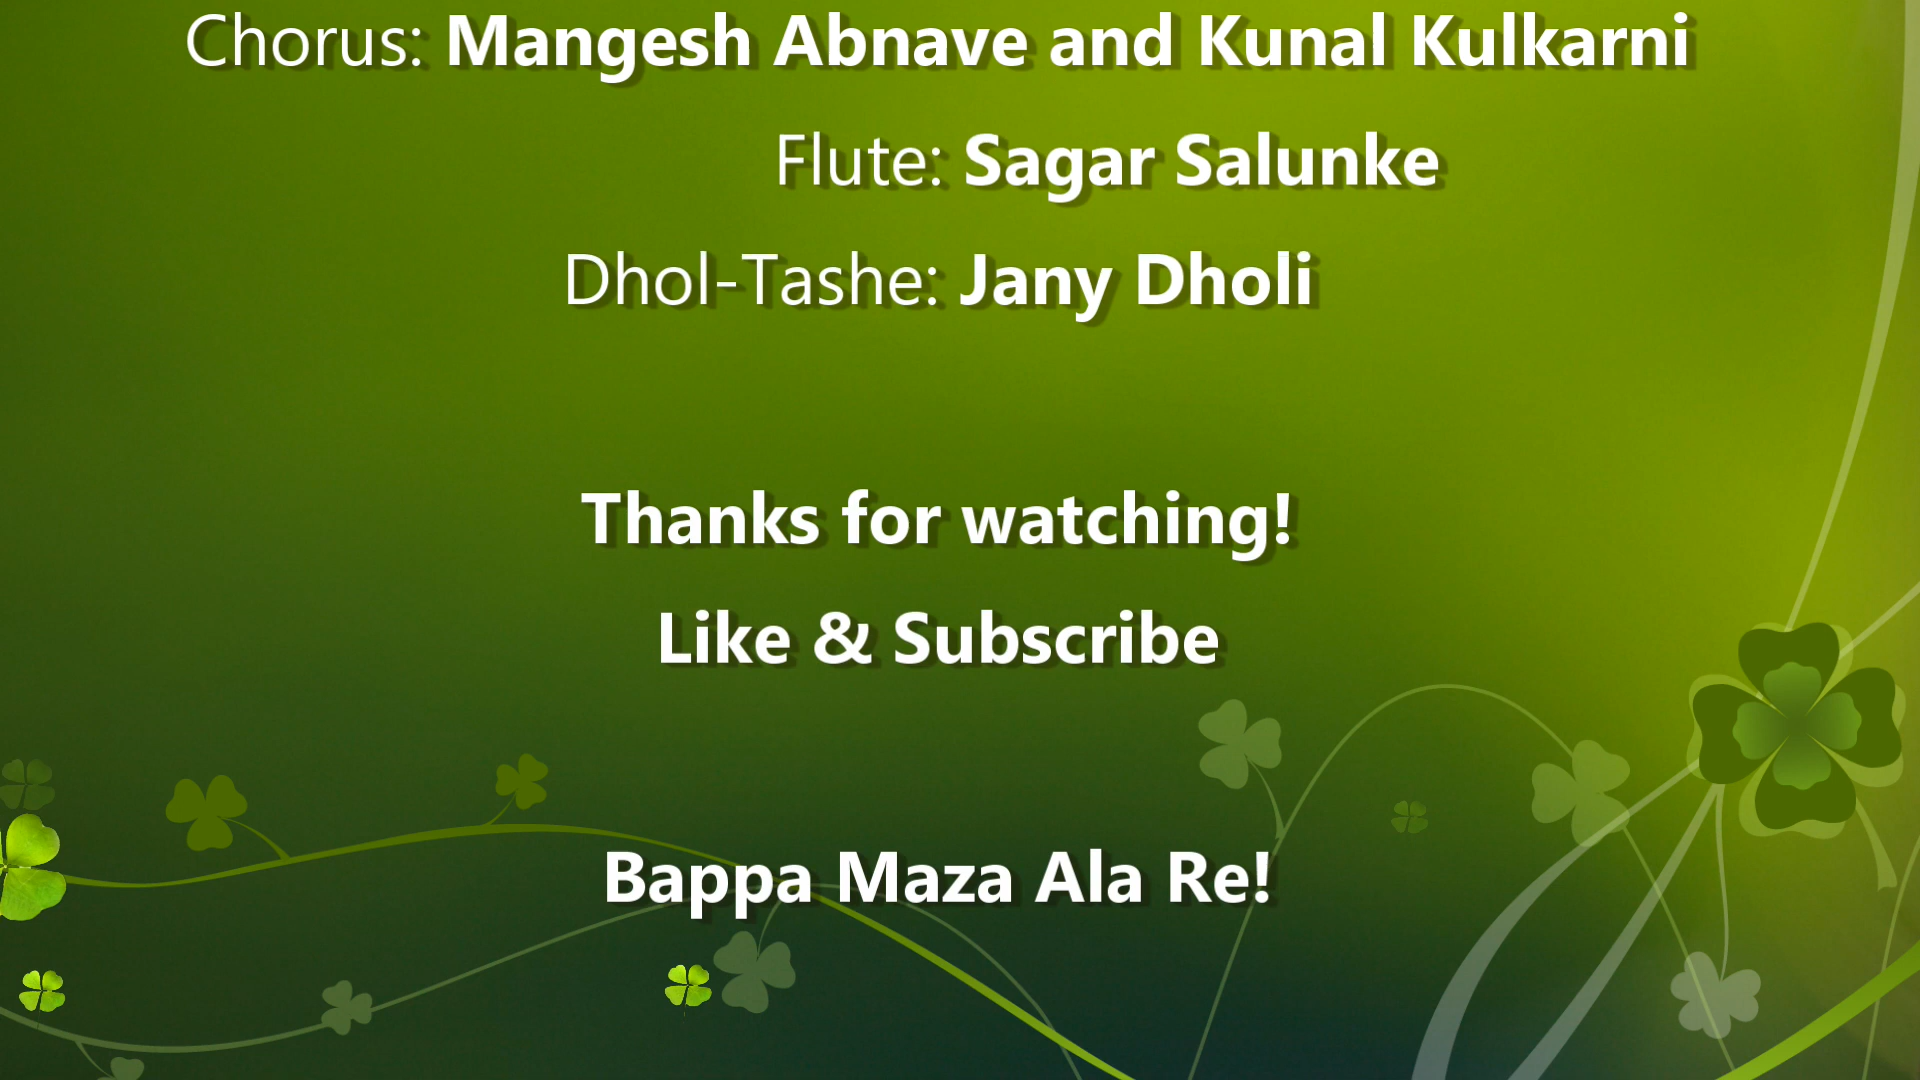 Chorus: Mangesh Abnave and Kunal Kulkarni
Flute: Sagar Salunke
Dhol-Tashe: Jany Dholi
Thanks for watching!
Like & Subscribe
Bappa Maza Ala Re!